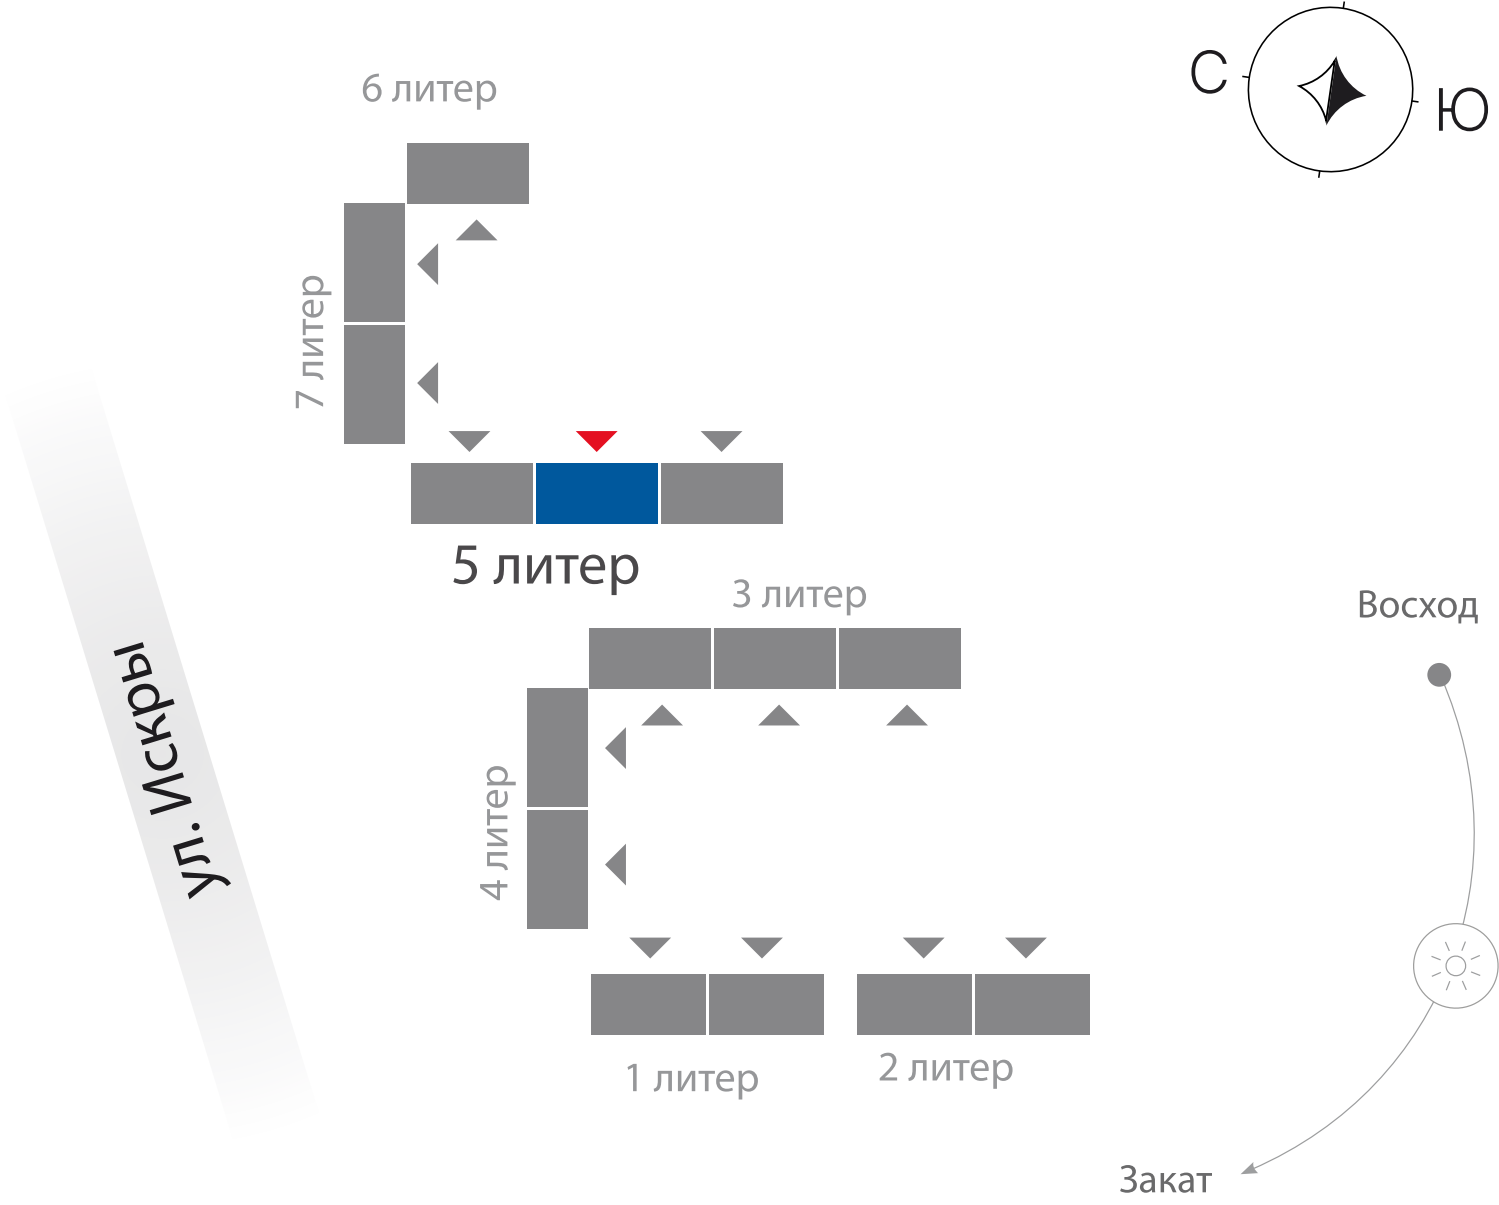 С
Ю
6 литер
7 литер
5 литер
3 литер
Восход
ул. Искры
4 литер
1 литер
2 литер
Закат